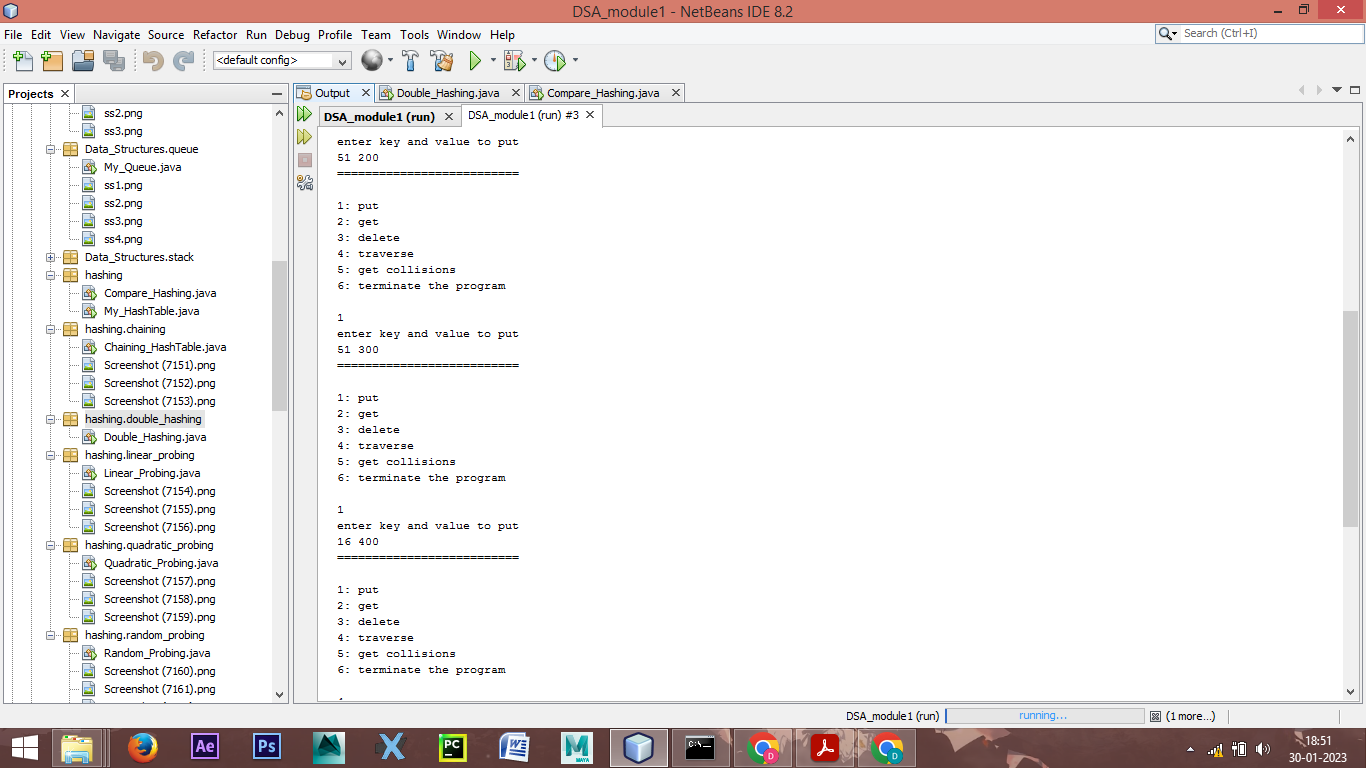 DSA_module1 - NetBeans IDE 8.2
File Edit View Navigate Source Refactor Run Debug Profile Team Tools Window Help
Search (Ctrl+I)
<default config>
Projects
Output
Double_Hashing.java
Compare_Hashing.java
ss2.png
ss3.png
Data_Structures.queue
My_Queue.java
ss1.png
ss2.png
ss3.png
ss4.png
Data_Structures.stack
hashing
Compare_Hashing.java
My_HashTable.java
hashing.chaining
Chaining_HashTable.java
Screenshot (7151).png
Screenshot (7152).png
Screenshot (7153).png
hashing.double_hashing
Double_Hashing.java
hashing.linear_probing
Linear_Probing.java
Screenshot (7154).png
Screenshot (7155).png
Screenshot (7156).png
hashing.quadratic_probing
Quadratic_Probing.java
Screenshot (7157).png
Screenshot (7158).png
Screenshot (7159).png
hashing.random_probing
Random_Probing.java
Screenshot (7160).png
Screenshot (7161).png
DSA_module1 (run)
DSA_module1 (run) #3
enter key and value to put
51 200
==========================
1: put
2: get
3: delete
4: traverse
5: get collisions
6: terminate the program
1
enter key and value to put
51 300
==========================
1: put
2: get
3: delete
4: traverse
5: get collisions
6: terminate the program
1
enter key and value to put
16 400
==========================
1: put
2: get
3: delete
4: traverse
5: get collisions
6: terminate the program
DSA_module1 (run)
running...
(1 more...)
Ae
Ps
PC
W
M
MAYA
C:\_
D
D
18:51
30-01-2023